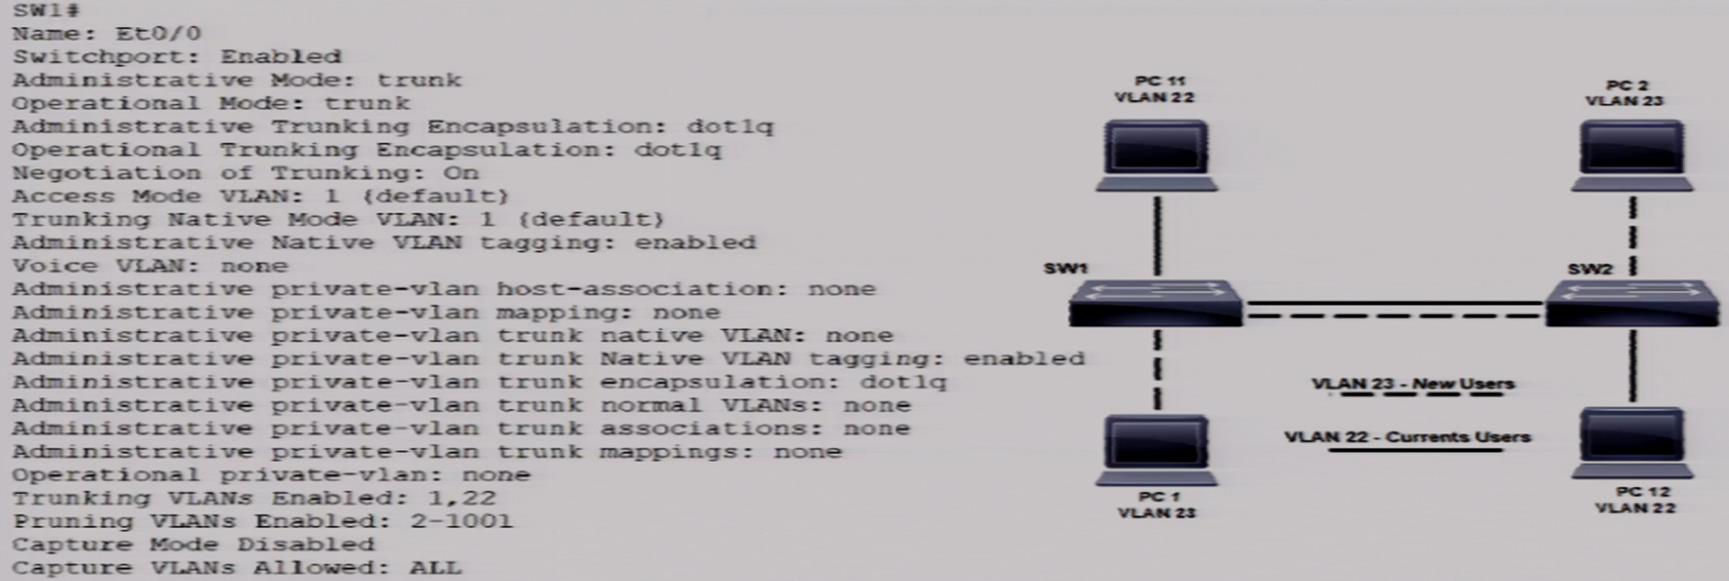 SW1#
Name: Et0/0
Switchport: Enabled
Administrative Mode: trunk
Operational Mode: trunk
Administrative Trunking Encapsulation: dot1q
Operational Trunking Encapsulation: dot1q
Negotiation of Trunking: On
Access Mode VLAN: 1 (default)
Trunking Native Mode VLAN: 1 (default)
Administrative Native VLAN tagging: enabled
Voice VLAN: none
Administrative private-vlan host-association: none
Administrative private-vlan mapping: none
Administrative private-vlan trunk native VLAN: none
Administrative private-vlan trunk Native VLAN tagging: enabled
Administrative private-vlan trunk encapsulation: dot1q
Administrative private-vlan trunk normal VLANs: none
Administrative private-vlan trunk associations: none
Administrative private-vlan trunk mappings: none
Operational private-vlan: none
Trunking VLANs Enabled: 1,22
Pruning VLANs Enabled: 2-1001
Capture Mode Disabled
Capture VLANs Allowed: ALL
PC 11
VLAN 22
PC 2
VLAN 23
SW1
SW2
VLAN 23 - New Users
VLAN 22 - Currents Users
PC 1
VLAN 23
PC 12
VLAN 22